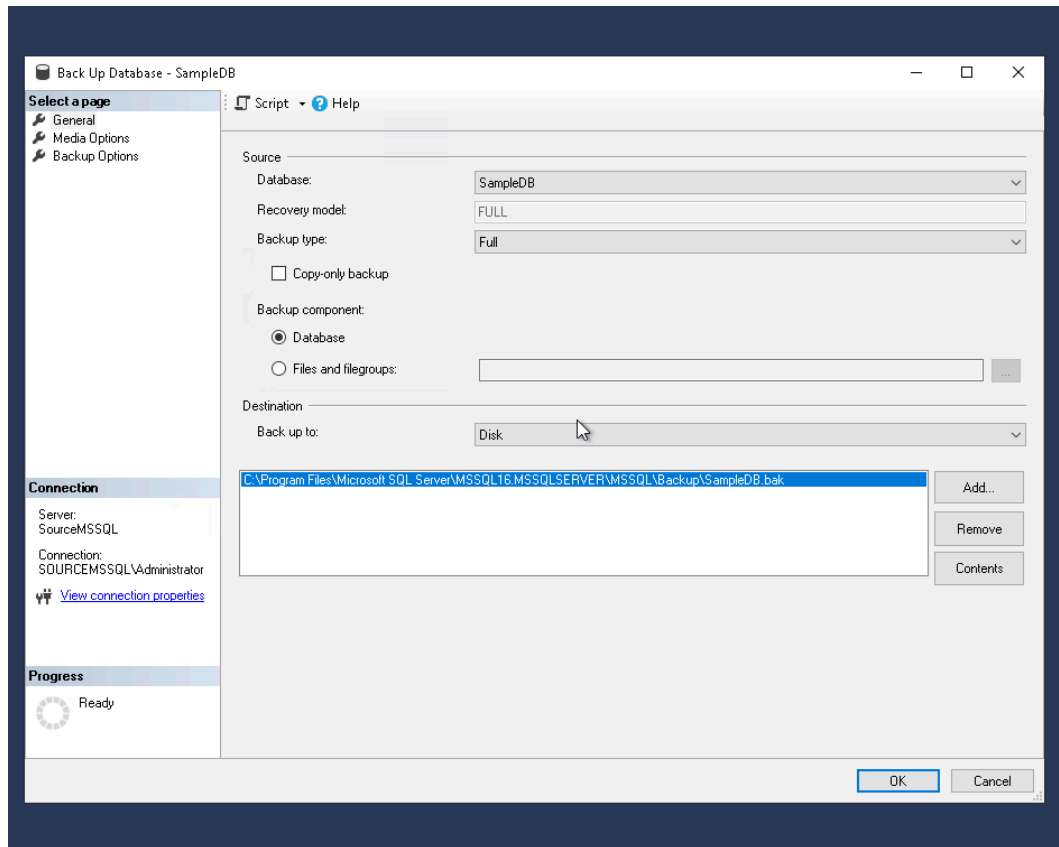 Back Up Database - SampleDB
Select a page
General
Media Options
Backup Options
Script
Help
Source
Database:
SampleDB
Recovery model:
FULL
Backup type:
Full
Copy-only backup
Backup component:
Database
Files and filegroups:
...
Destination
Back up to:
Disk
C:\Program Files\Microsoft SQL Server\MSSQL16.MSSQLSERVER\MSSQL\Backup\SampleDB.bak
Add...
Remove
Contents
Connection
Server:
SourceMSSQL
Connection:
SOURCEMSSQL\Administrator
View connection properties
Progress
Ready
OK
Cancel